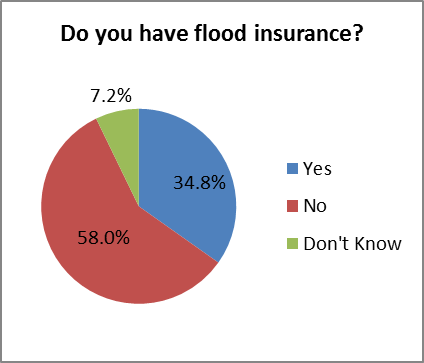 Do you have flood insurance?
7.2%
34.8%
58.0%
Yes
No
Don't Know